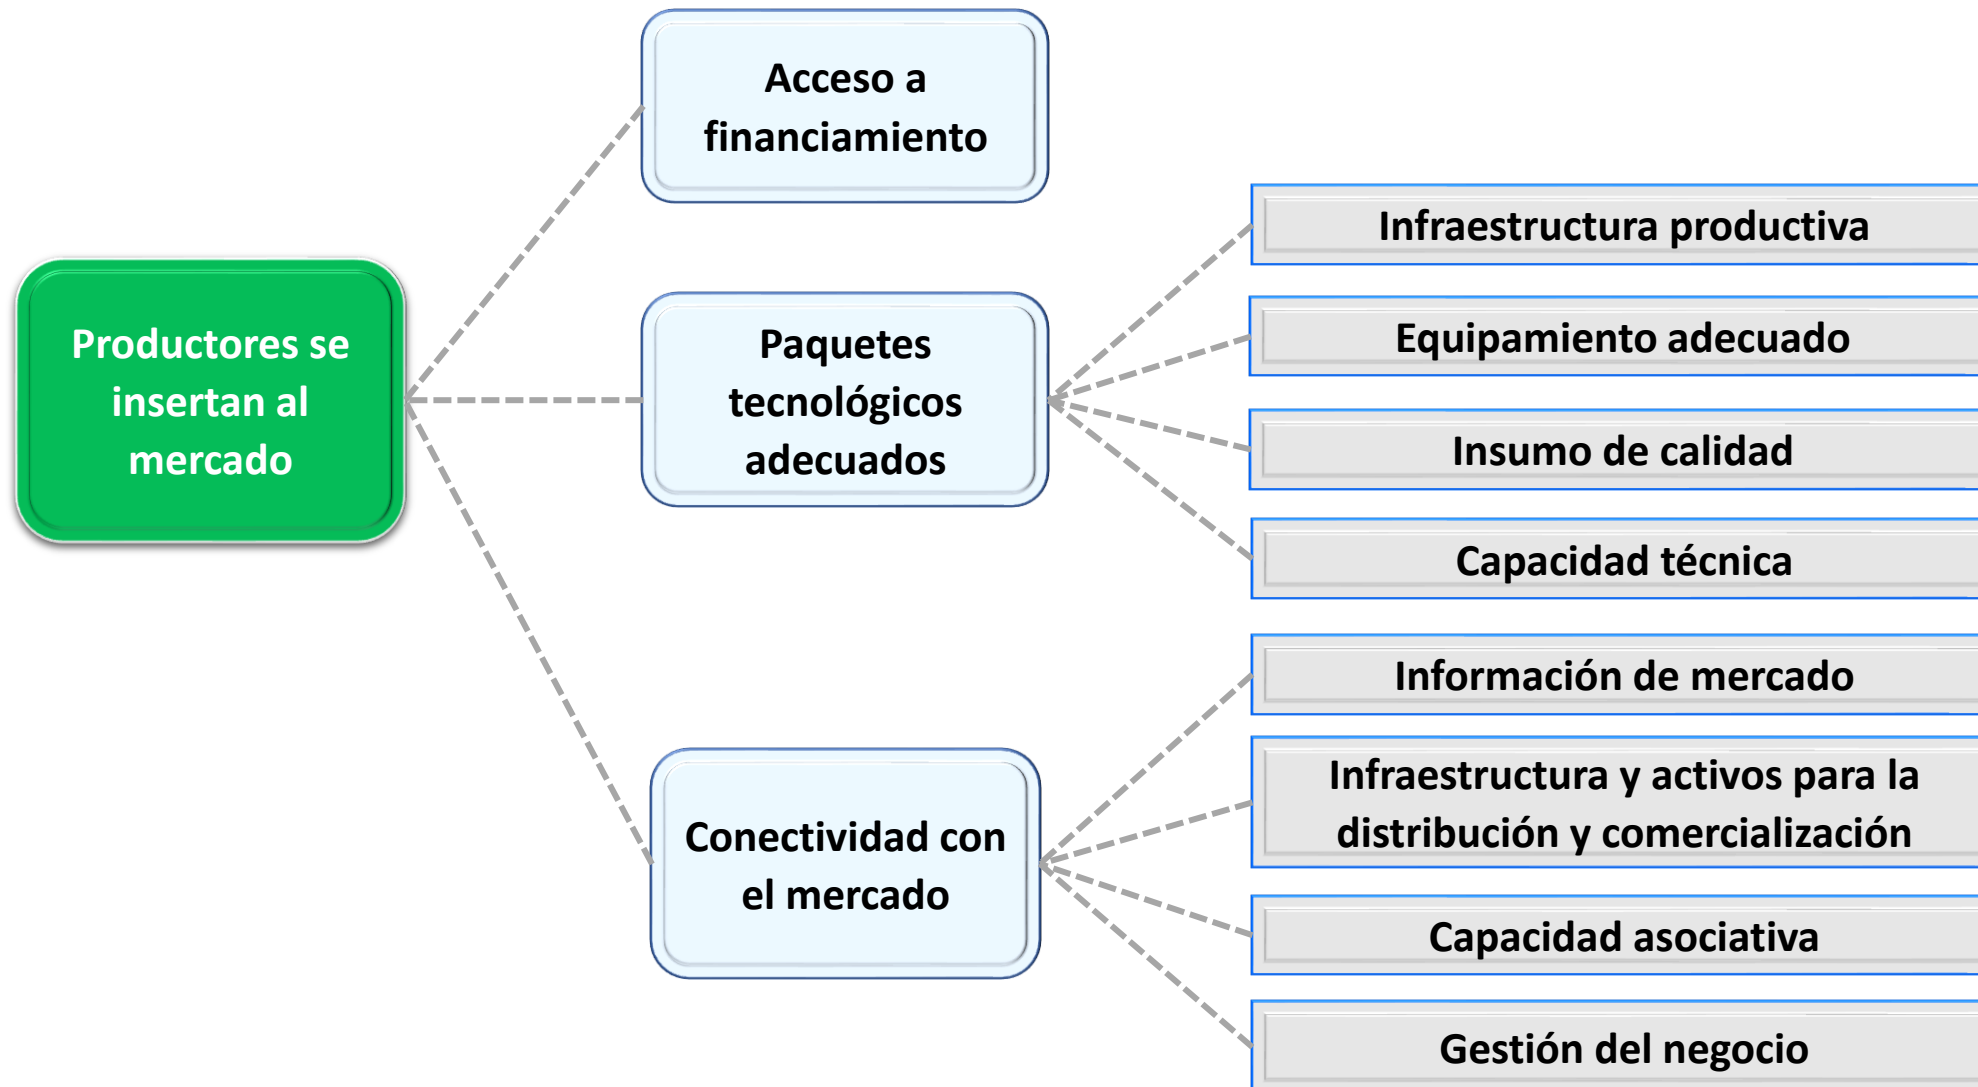 Productores se
insertan al
mercado
Acceso a
financiamiento
Paquetes
tecnológicos
adecuados
Infraestructura productiva
Equipamiento adecuado
Insumo de calidad
Capacidad técnica
Conectividad con
el mercado
Información de mercado
Infraestructura y activos para la
distribución y comercialización
Capacidad asociativa
Gestión del negocio